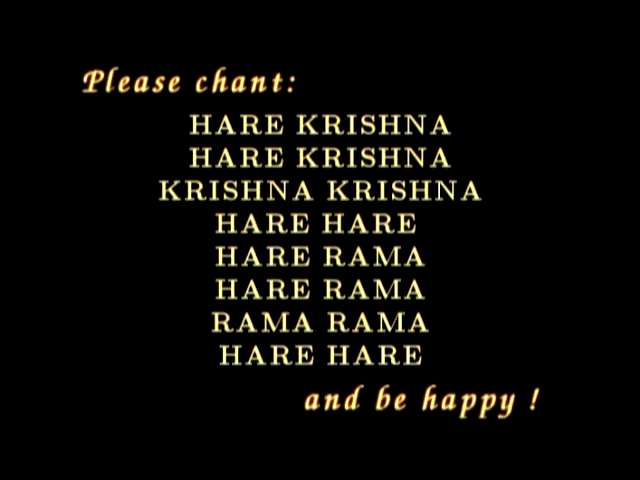 Please chant:
HARE KRISHNA
HARE KRISHNA
KRISHNA KRISHNA
HARE HARE
HARE RAMA
HARE RAMA
RAMA RAMA
HARE HARE
and be happy !